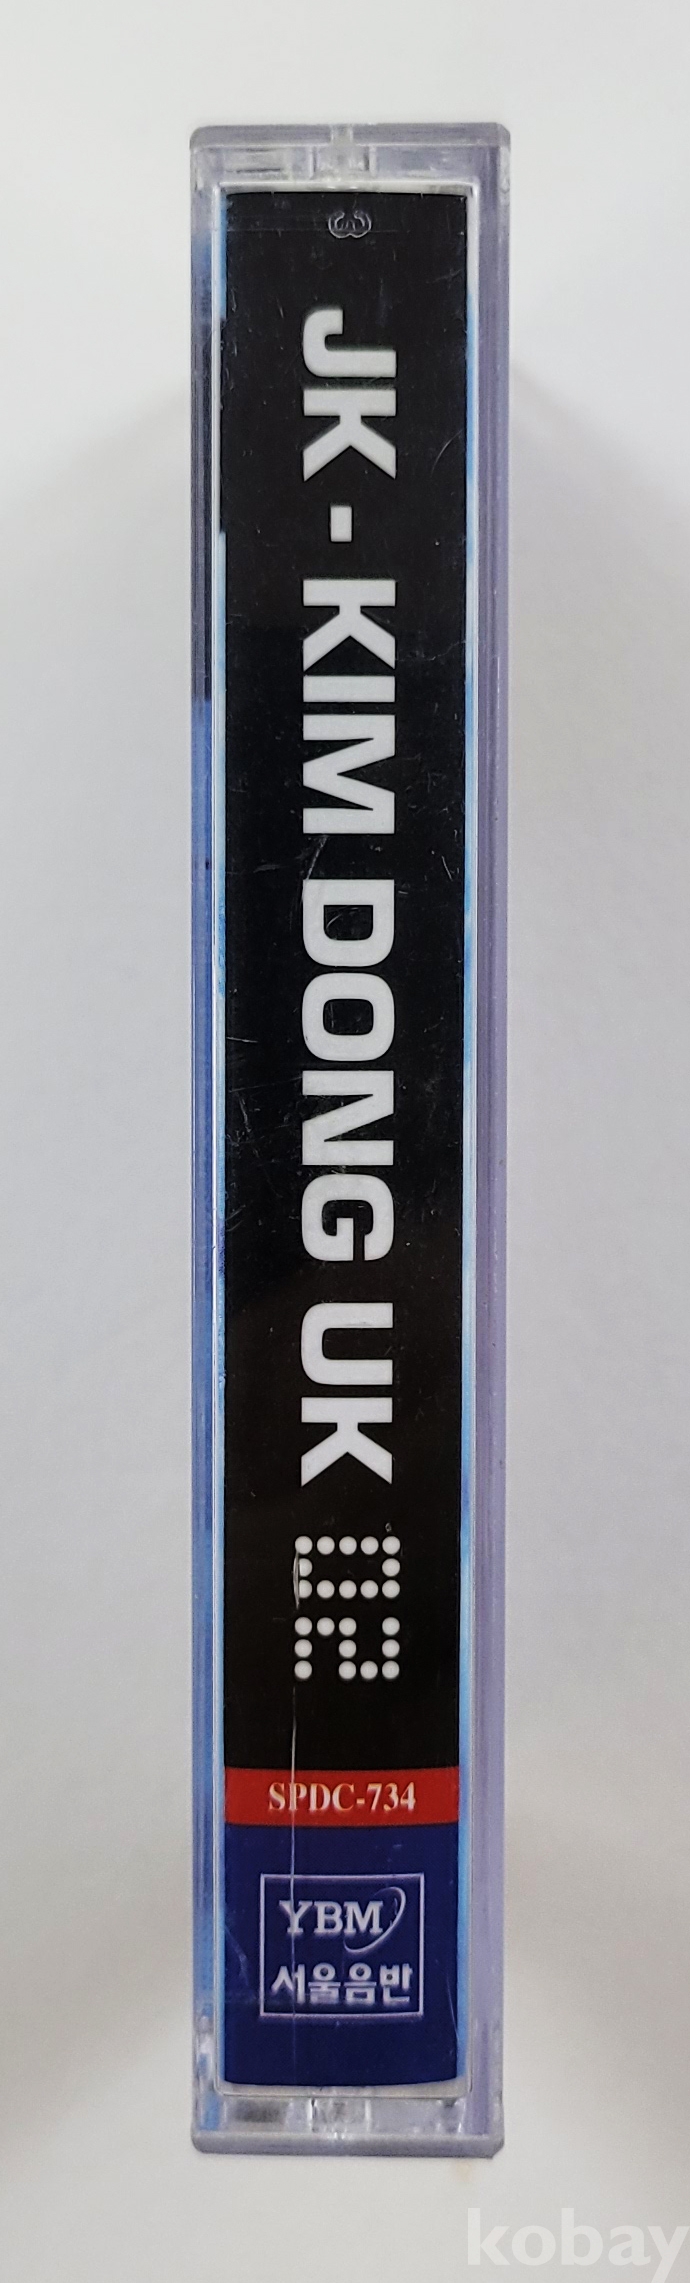 JK - KIM DONG UK 02
SPDC-734
YBM
서울음반
kobay